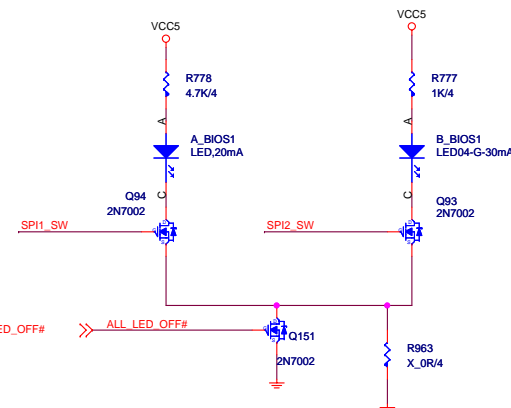 VCC5
VCC5
R778
4.7K/4
R777
1K/4
A
A
A_BIOS1
LED,20mA
B_BIOS1
LED04-G-30mA
C
C
Q94
2N7002
Q93
2N7002
SPI1_SW
SPI2_SW
ED_OFF#
ALL_LED_OFF#
Q151
2N7002
R963
X_0R/4